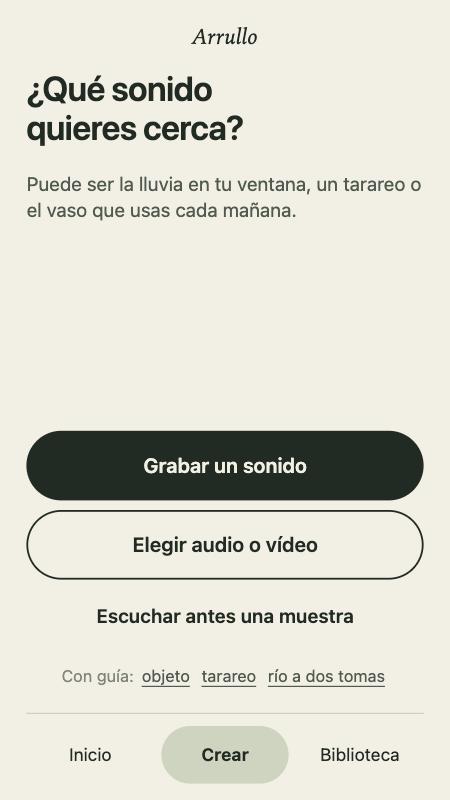 Arrullo
¿Qué sonido
quieres cerca?
Puede ser la lluvia en tu ventana, un tarareo o
el vaso que usas cada mañana.
Grabar un sonido
Elegir audio o vídeo
Escuchar antes una muestra
Con guía: objeto tarareo río a dos tomas
Inicio Crear Biblioteca